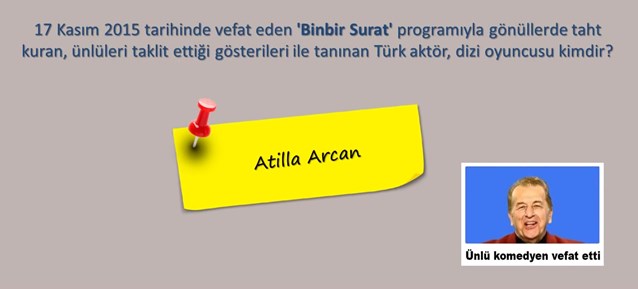 17 Kasım 2015 tarihinde vefat eden 'Binbir Surat' programıyla gönüllerde taht
kuran, ünlüleri taklit ettiği gösterileri ile tanınan Türk aktör, dizi oyuncusu kimdir?
Atilla Arcan
Ünlü komedyen vefat etti